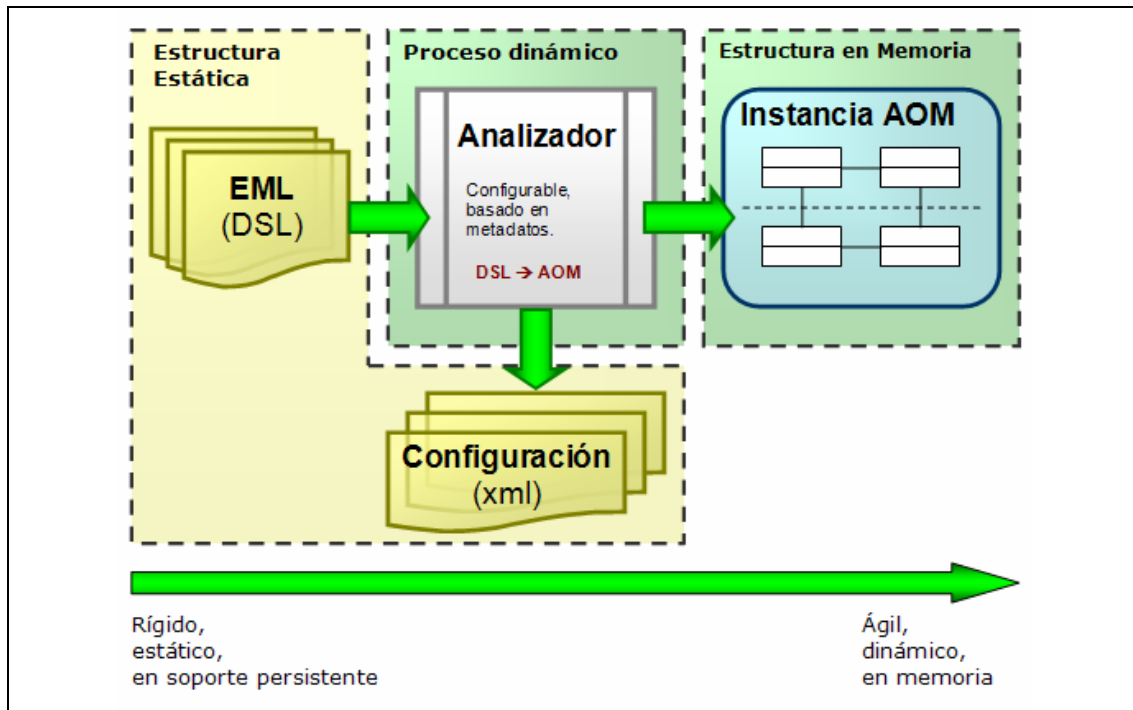 Estructura
Estática
Proceso dinámico
Estructura en Memoria
EML
(DSL)
Analizador
Configurable,
basado en
metadatos.
DSL → AOM
Instancia AOM
Configuración
(xml)
Rígido,
estático,
en soporte persistente
Ágil,
dinámico,
en memoria